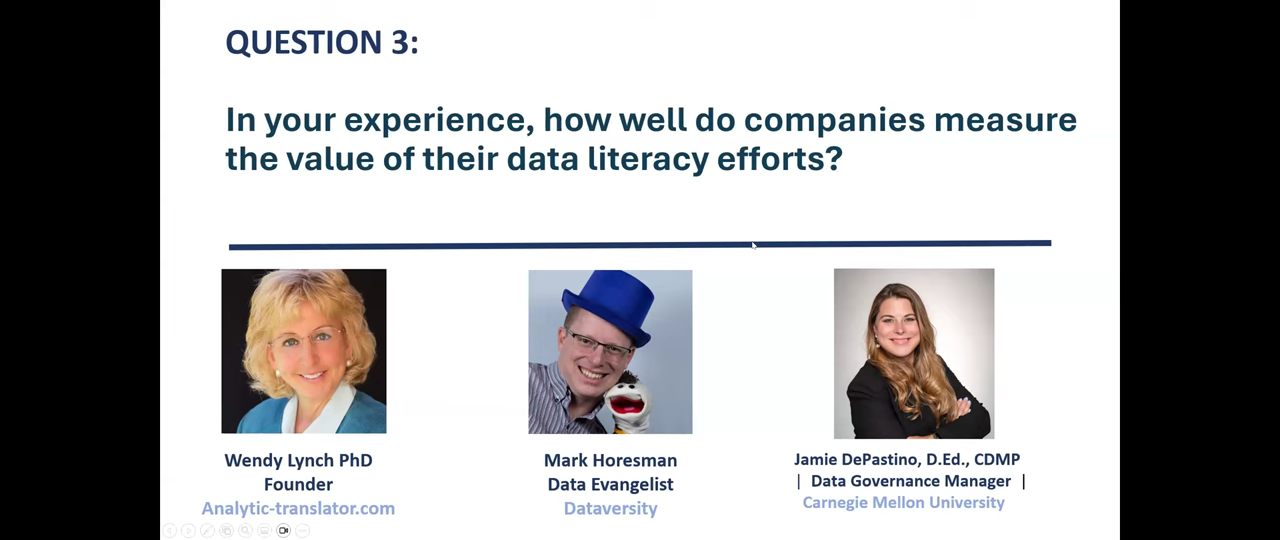 QUESTION 3:
In your experience, how well do companies measure
the value of their data literacy efforts?
Wendy Lynch PhD
Founder
Analytic-translator.com
Mark Horesman
Data Evangelist
Dataversity
Jamie DePastino, D.Ed., CDMP
| Data Governance Manager |
Carnegie Mellon University